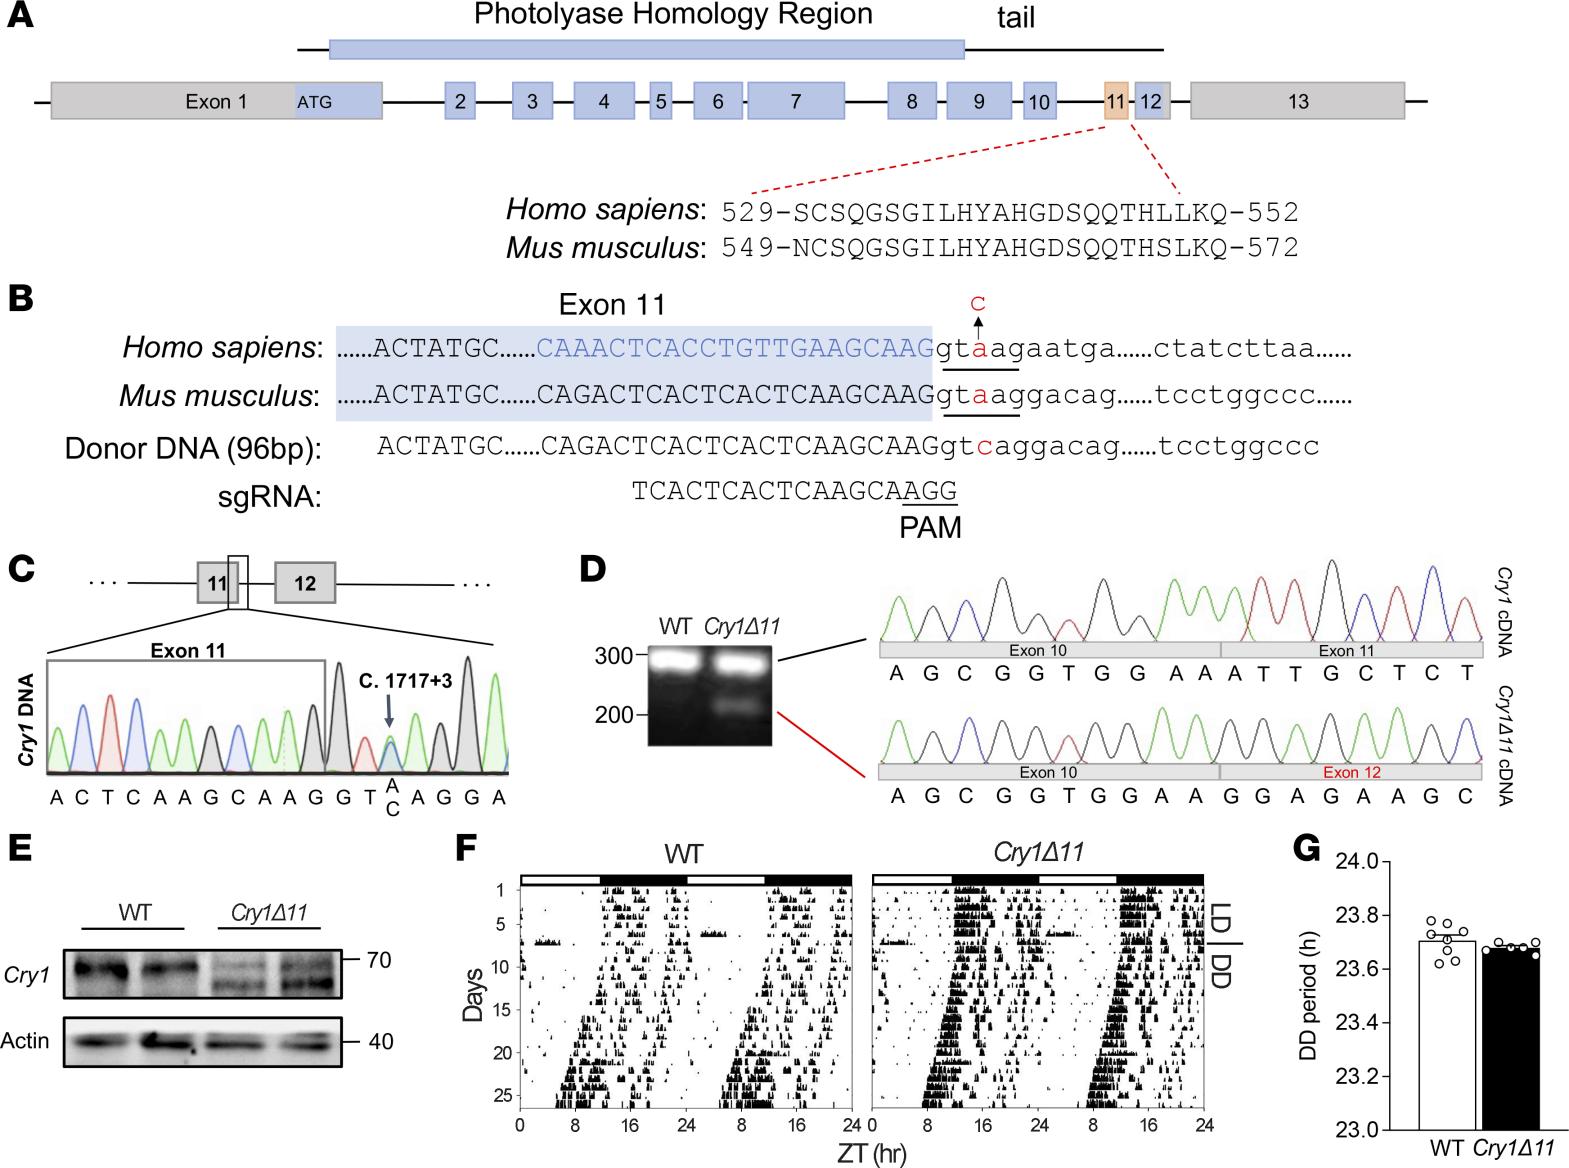 A
Photolyase Homology Region
tail
Exon 1 ATG 2 3 4 5 6 7 8 9 10 11 12 13
Homo sapiens: 529-SCSQGSGILHYAHGDSQQTHLLKQ-552
Mus musculus: 549-NCSQGSGILHYAHGDSQQTHSLKQ-572
B
Exon 11
c
Homo sapiens: ......ACTATGC......CAAACTCACCTGTTGAAGCAAGgtaagaatga......ctatcttaa......
Mus musculus: ......ACTATGC......CAGACTCACTCACTCAAGCAAGgtaaggacag......tcctggccc......
Donor DNA (96bp): ACTATGC......CAGACTCACTCACTCAAGCAAGgtcaggacag......tcctggccc
sgRNA: TCACTCACTCAAGCAAGG
PAM
C
... 11 12 ...
Exon 11
C. 1717+3
Cry1 DNA
A C T C A A G C A A G G T A A G G A
C
D
WT Cry1Δ11
300
200
Exon 10 Exon 11
A G C G G T G G A A A T T G C T C T
Cry1 cDNA
Exon 10 Exon 12
A G C G G T G G A A G G A G A A G C
Cry1Δ11 cDNA
E
WT Cry1Δ11
Cry1
70
Actin
40
F
WT Cry1Δ11
Days
1
5
10
15
20
25
LD
DD
0 8 16 24 8 16 24 0 8 16 24 8 16 24
ZT (hr)
G
DD period (h)
24.0
23.8
23.6
23.4
23.2
23.0
WT Cry1Δ11